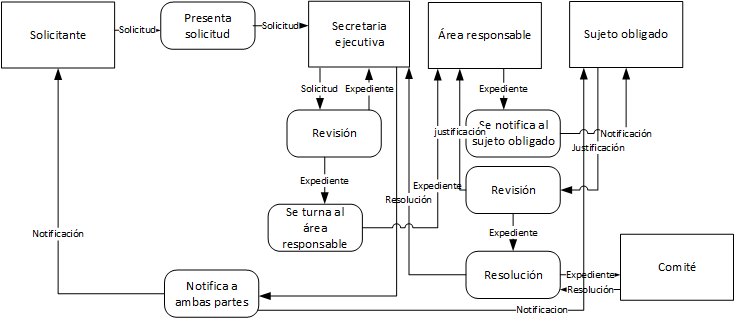 Solicitante
Solicitud
Presenta
solicitud
Solicitud
Secretaria
ejecutiva
Área responsable
Sujeto obligado
Solicitud
Expediente
Expediente
Revisión
justificación
Se notifica al
sujeto obligado
Notificación
Justificación
Expediente
Expediente
Resolución
Revisión
Se turna al
área
responsable
Notificación
Expediente
Notifica a
ambas partes
Resolución
Expediente
Resolución
Comité
Notificacion